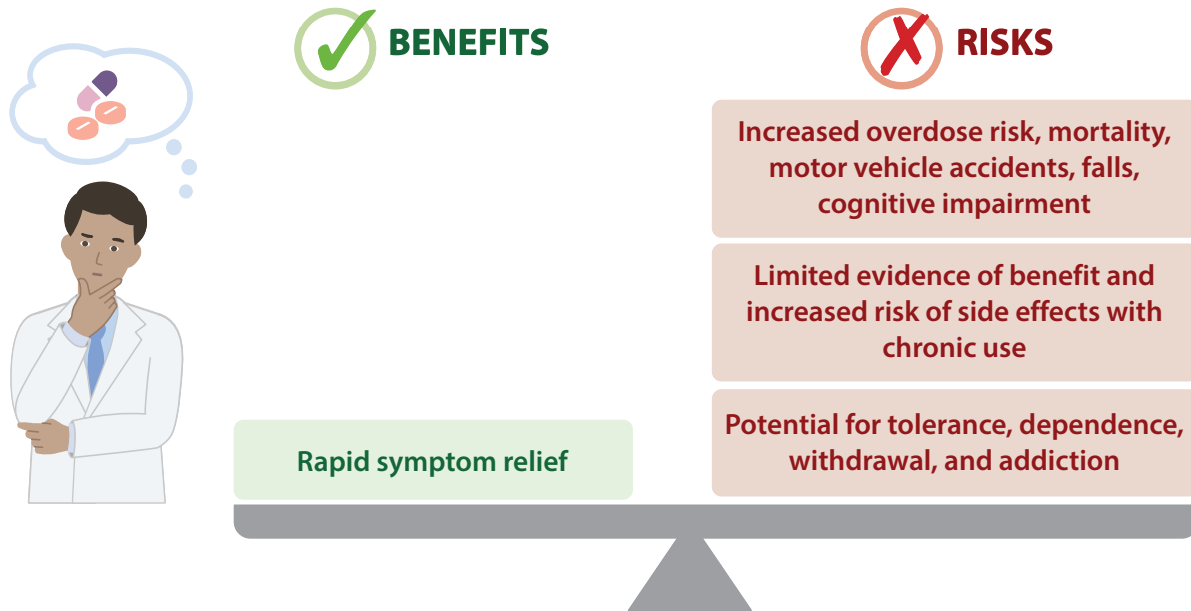 BENEFITS
Rapid symptom relief
RISKS
Increased overdose risk, mortality,
motor vehicle accidents, falls,
cognitive impairment
Limited evidence of benefit and
increased risk of side effects with
chronic use
Potential for tolerance, dependence,
withdrawal, and addiction